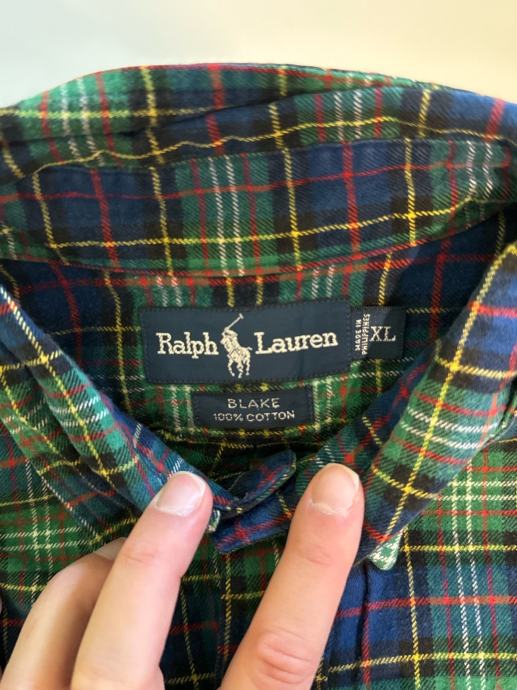 Ralph Lauren
MADE IN
PHILIPPINES
XL
BLAKE
100% COTTON